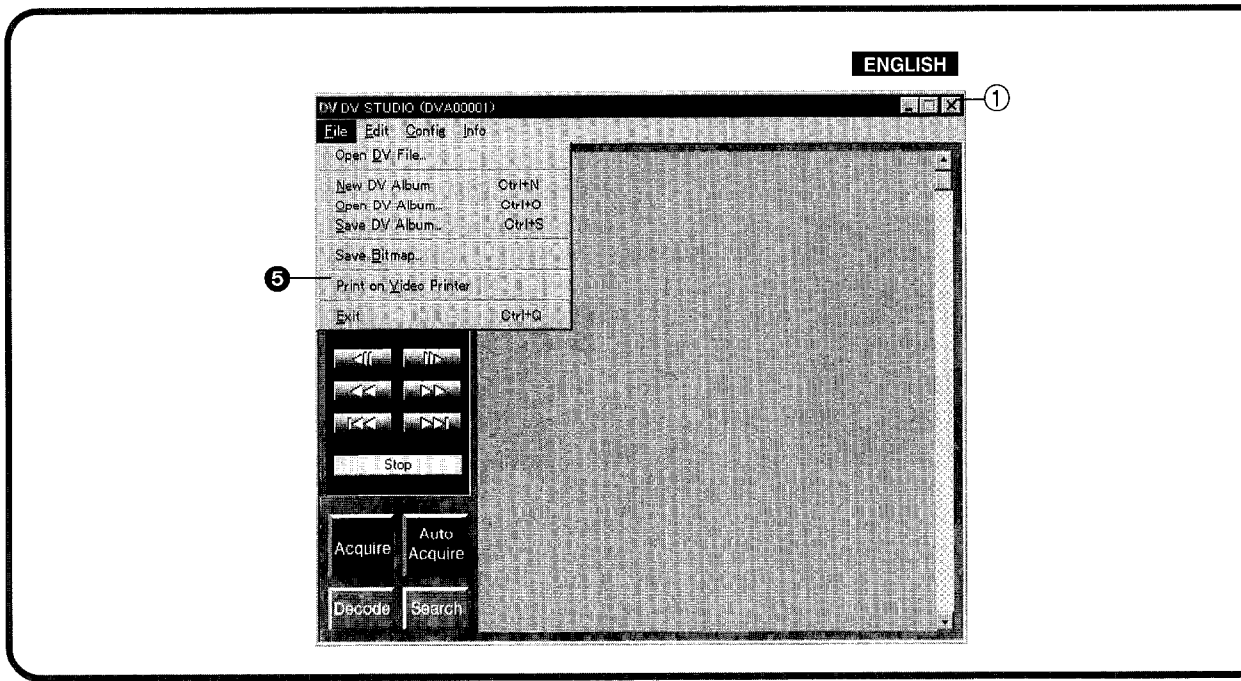 ENGLISH
DV DV STUDIO (DVA00001)
①
File Edit Config Info
Open DV File...
New DV Album Ctrl+N
Open DV Album... Ctrl+O
Save DV Album... Ctrl+S
Save Bitmap...
❺
Print on Video Printer
Exit Ctrl+Q
Stop
Acquire
Auto Acquire
Decode
Search